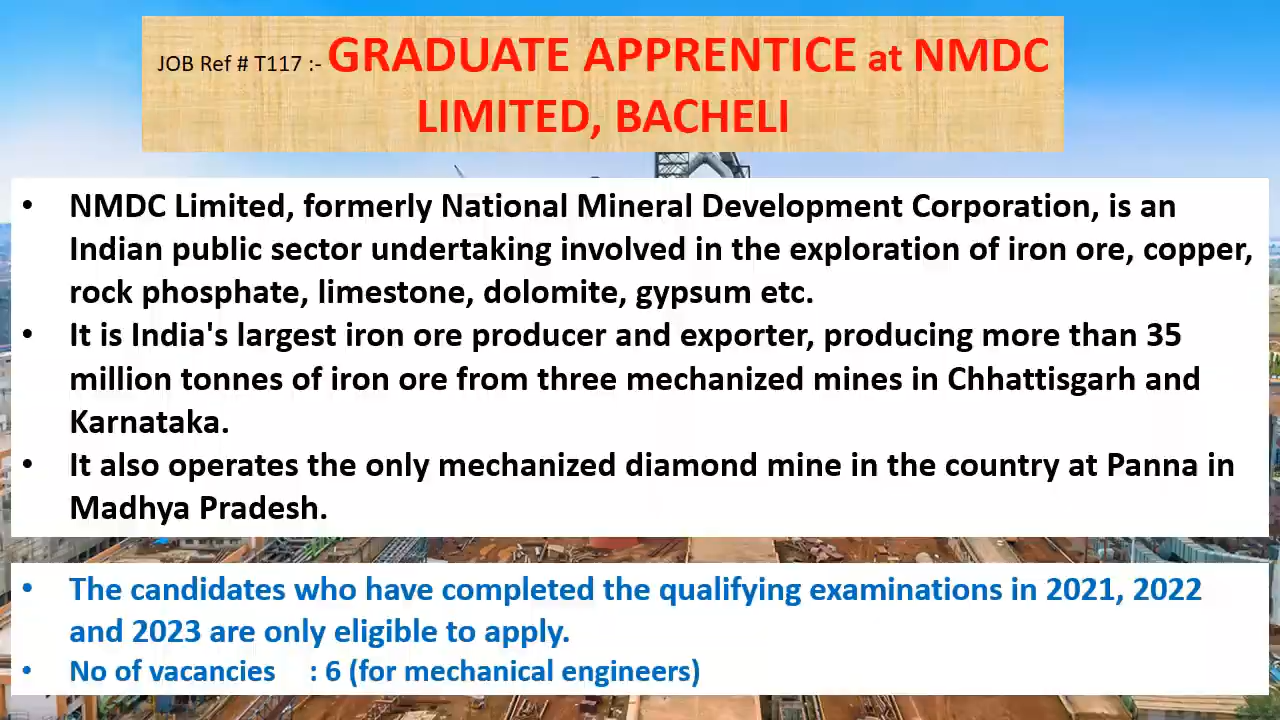 JOB Ref # T117 :- GRADUATE APPRENTICE at NMDC
LIMITED, BACHELI
• NMDC Limited, formerly National Mineral Development Corporation, is an
Indian public sector undertaking involved in the exploration of iron ore, copper,
rock phosphate, limestone, dolomite, gypsum etc.
• It is India's largest iron ore producer and exporter, producing more than 35
million tonnes of iron ore from three mechanized mines in Chhattisgarh and
Karnataka.
• It also operates the only mechanized diamond mine in the country at Panna in
Madhya Pradesh.
• The candidates who have completed the qualifying examinations in 2021, 2022
and 2023 are only eligible to apply.
• No of vacancies : 6 (for mechanical engineers)